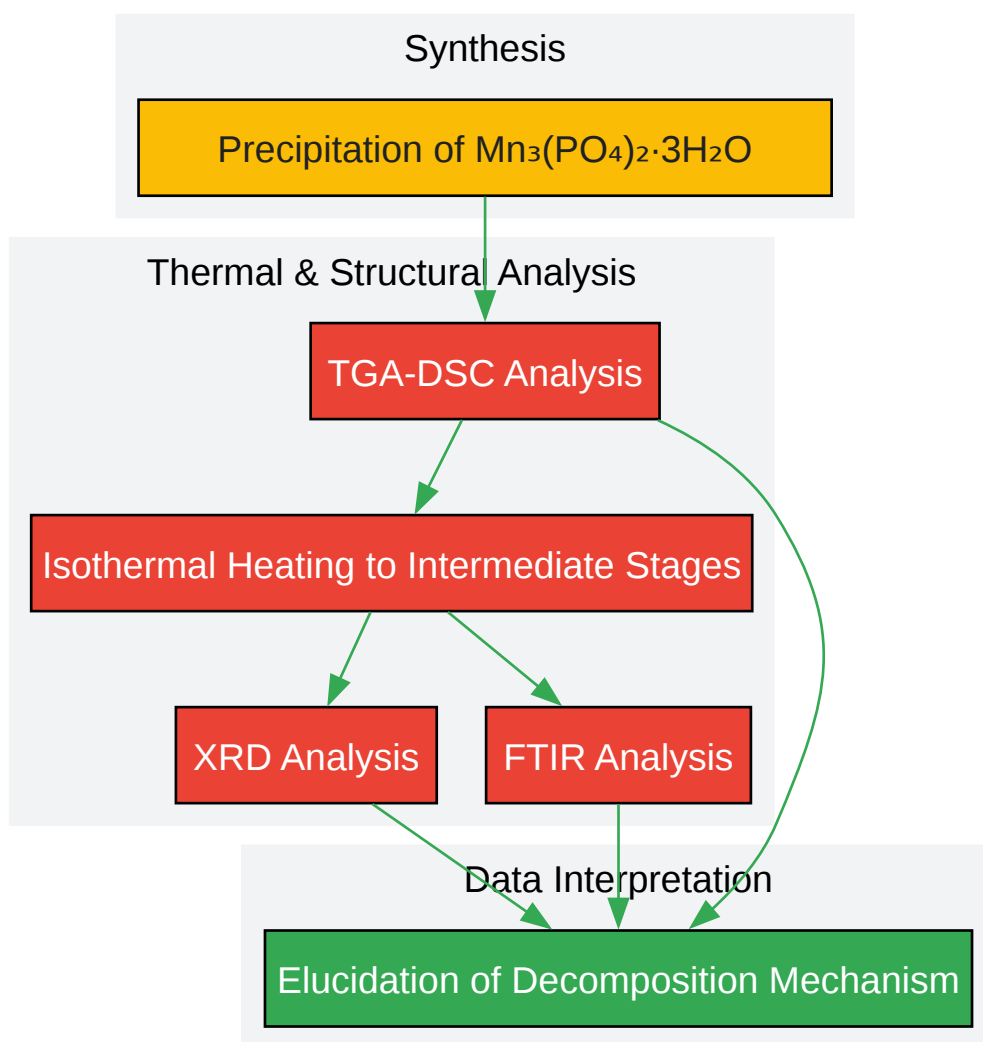 Synthesis
Precipitation of Mn₃(PO₄)₂·3H₂O
Thermal & Structural Analysis
TGA-DSC Analysis
Isothermal Heating to Intermediate Stages
XRD Analysis
FTIR Analysis
Data Interpretation
Elucidation of Decomposition Mechanism